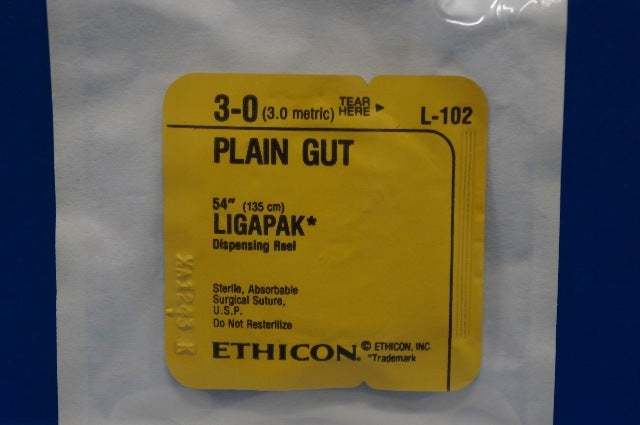 3-0 (3.0 metric) TEAR HERE ► L-102
PLAIN GUT
54" (135 cm)
LIGAPAK*
Dispensing Reel
Sterile, Absorbable
Surgical Suture,
U.S.P.
Do Not Resterilize
ETHICON® © ETHICON, INC.
*Trademark